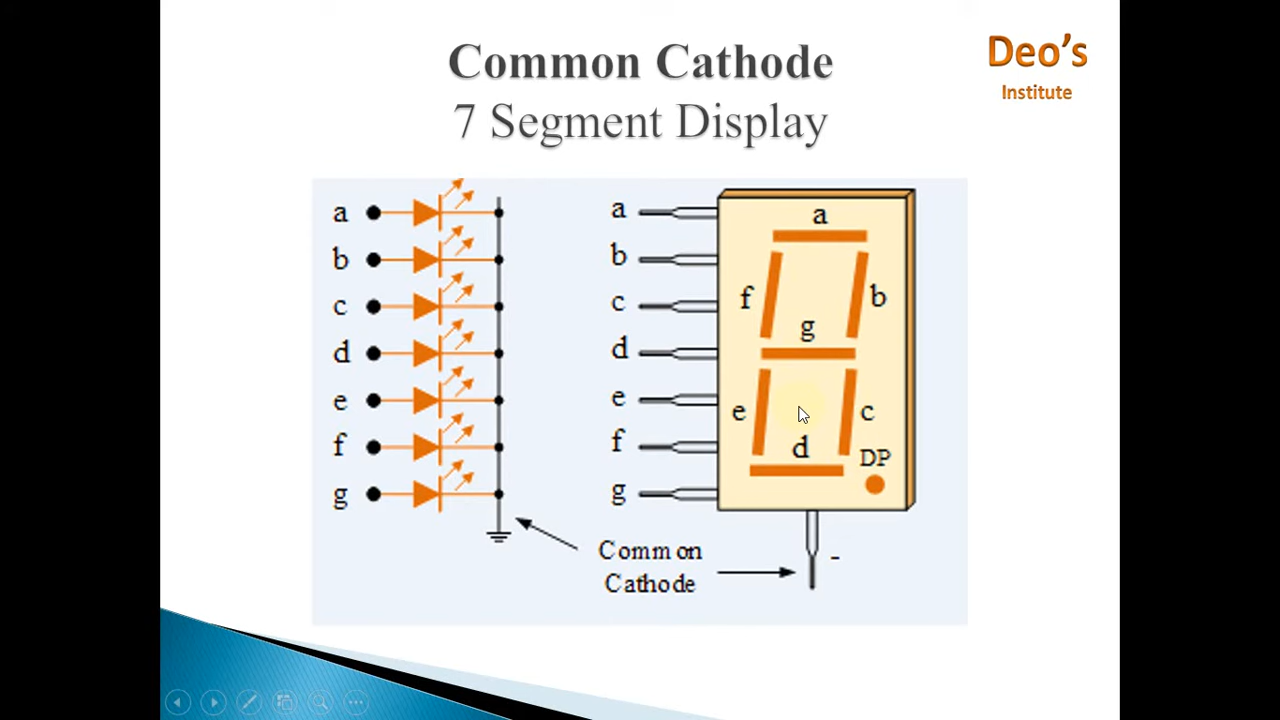 Common Cathode
7 Segment Display
Deo's
Institute
a
b
c
d
e
f
g
a
b
c
d
e
f
g
a
f
b
g
e
c
d
DP
-
Common
Cathode